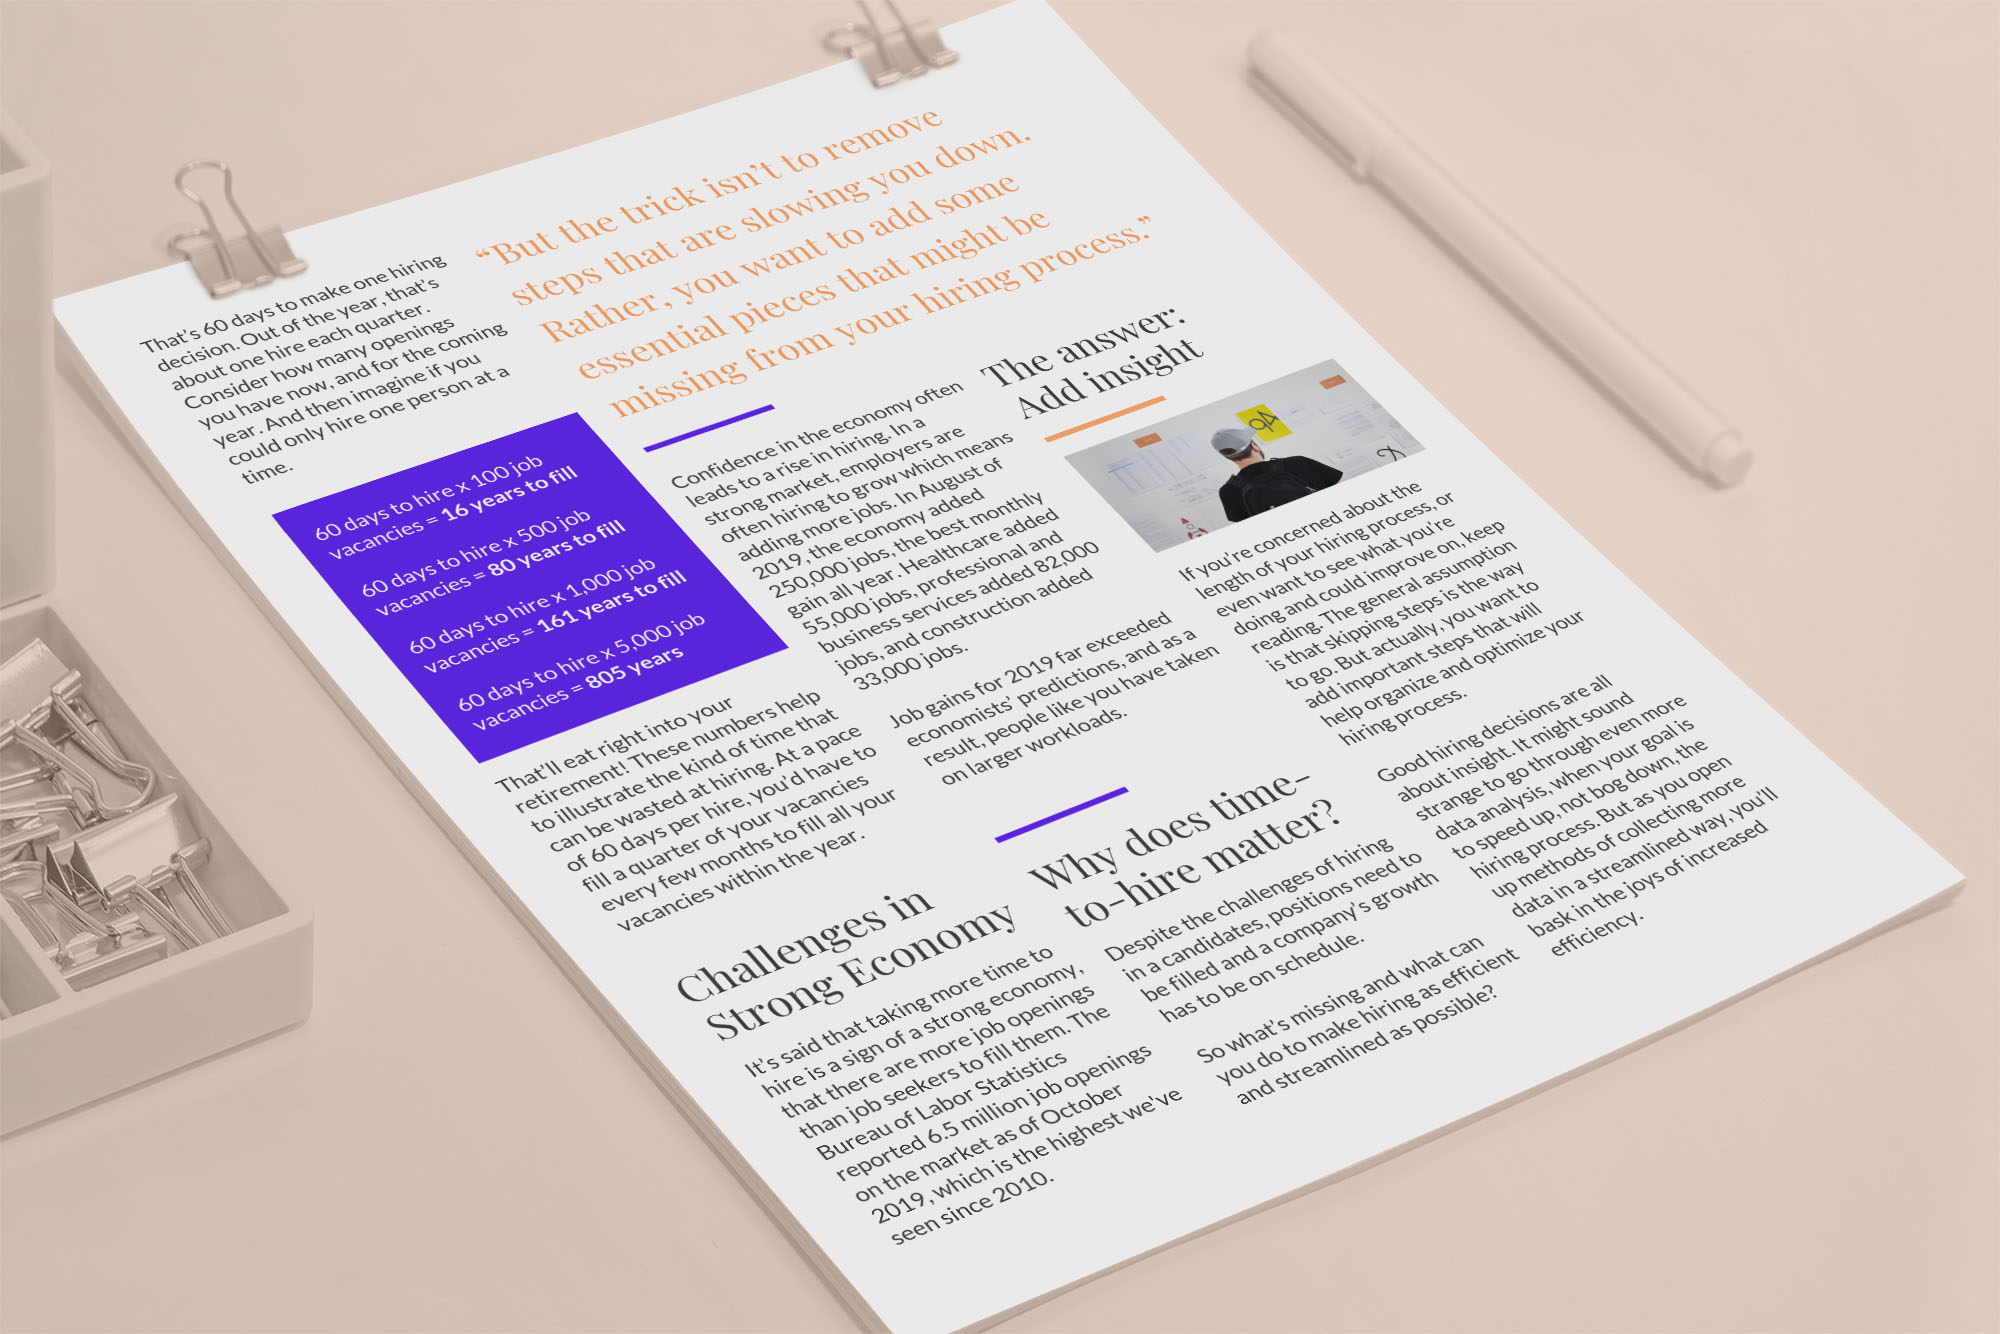 “But the trick isn’t to remove
steps that are slowing you down.
Rather, you want to add some
essential pieces that might be
missing from your hiring process.”
That’s 60 days to make one hiring
decision. Out of the year, that’s
about one hire each quarter.
Consider how many openings
you have now, and for the coming
year. And then imagine if you
could only hire one person at a
time.
60 days to hire x 100 job
vacancies = 16 years to fill
60 days to hire x 500 job
vacancies = 80 years to fill
60 days to hire x 1,000 job
vacancies = 161 years to fill
60 days to hire x 5,000 job
vacancies = 805 years
That’ll eat right into your
retirement! These numbers help
to illustrate the kind of time that
can be wasted at hiring. At a pace
of 60 days per hire, you’d have to
fill a quarter of your vacancies
every few months to fill all your
vacancies within the year.
Challenges in
Strong Economy
It’s said that taking more time to
hire is a sign of a strong economy,
that there are more job openings
than job seekers to fill them. The
Bureau of Labor Statistics
reported 6.5 million job openings
on the market as of October
2019, which is the highest we’ve
seen since 2010.
Confidence in the economy often
leads to a rise in hiring. In a
strong market, employers are
often hiring to grow which means
adding more jobs. In August of
2019, the economy added
250,000 jobs, the best monthly
gain all year. Healthcare added
55,000 jobs, professional and
business services added 82,000
jobs, and construction added
33,000 jobs.
Job gains for 2019 far exceeded
economists’ predictions, and as a
result, people like you have taken
on larger workloads.
Why does time-
to-hire matter?
Despite the challenges of hiring
in a candidates, positions need to
be filled and a company’s growth
has to be on schedule.
So what’s missing and what can
you do to make hiring as efficient
and streamlined as possible?
The answer:
Add insight
If you’re concerned about the
length of your hiring process, or
even want to see what you’re
doing and could improve on, keep
reading. The general assumption
is that skipping steps is the way
to go. But actually, you want to
add important steps that will
help organize and optimize your
hiring process.
Good hiring decisions are all
about insight. It might sound
strange to go through even more
data analysis, when your goal is
to speed up, not bog down, the
hiring process. But as you open
up methods of collecting more
data in a streamlined way, you’ll
bask in the joys of increased
efficiency.